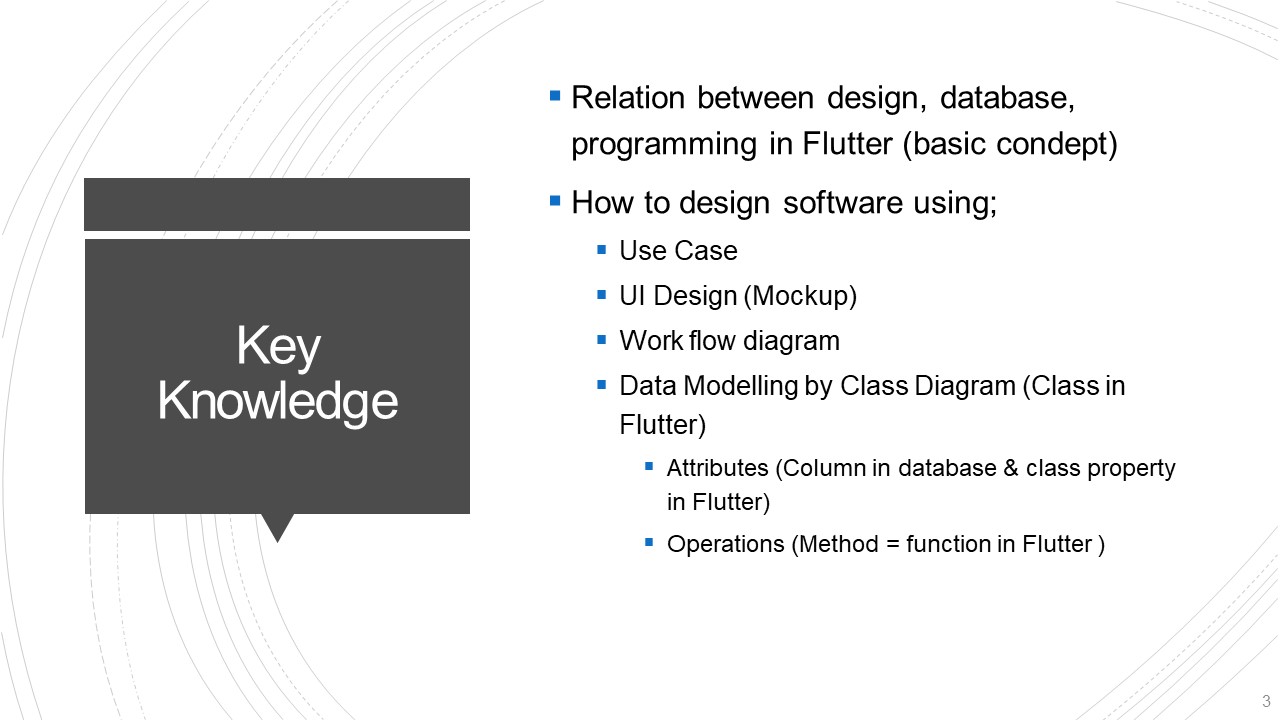 Key
Knowledge
Relation between design, database,
programming in Flutter (basic condept)
How to design software using;
Use Case
UI Design (Mockup)
Work flow diagram
Data Modelling by Class Diagram (Class in
Flutter)
Attributes (Column in database & class property
in Flutter)
Operations (Method = function in Flutter )
3